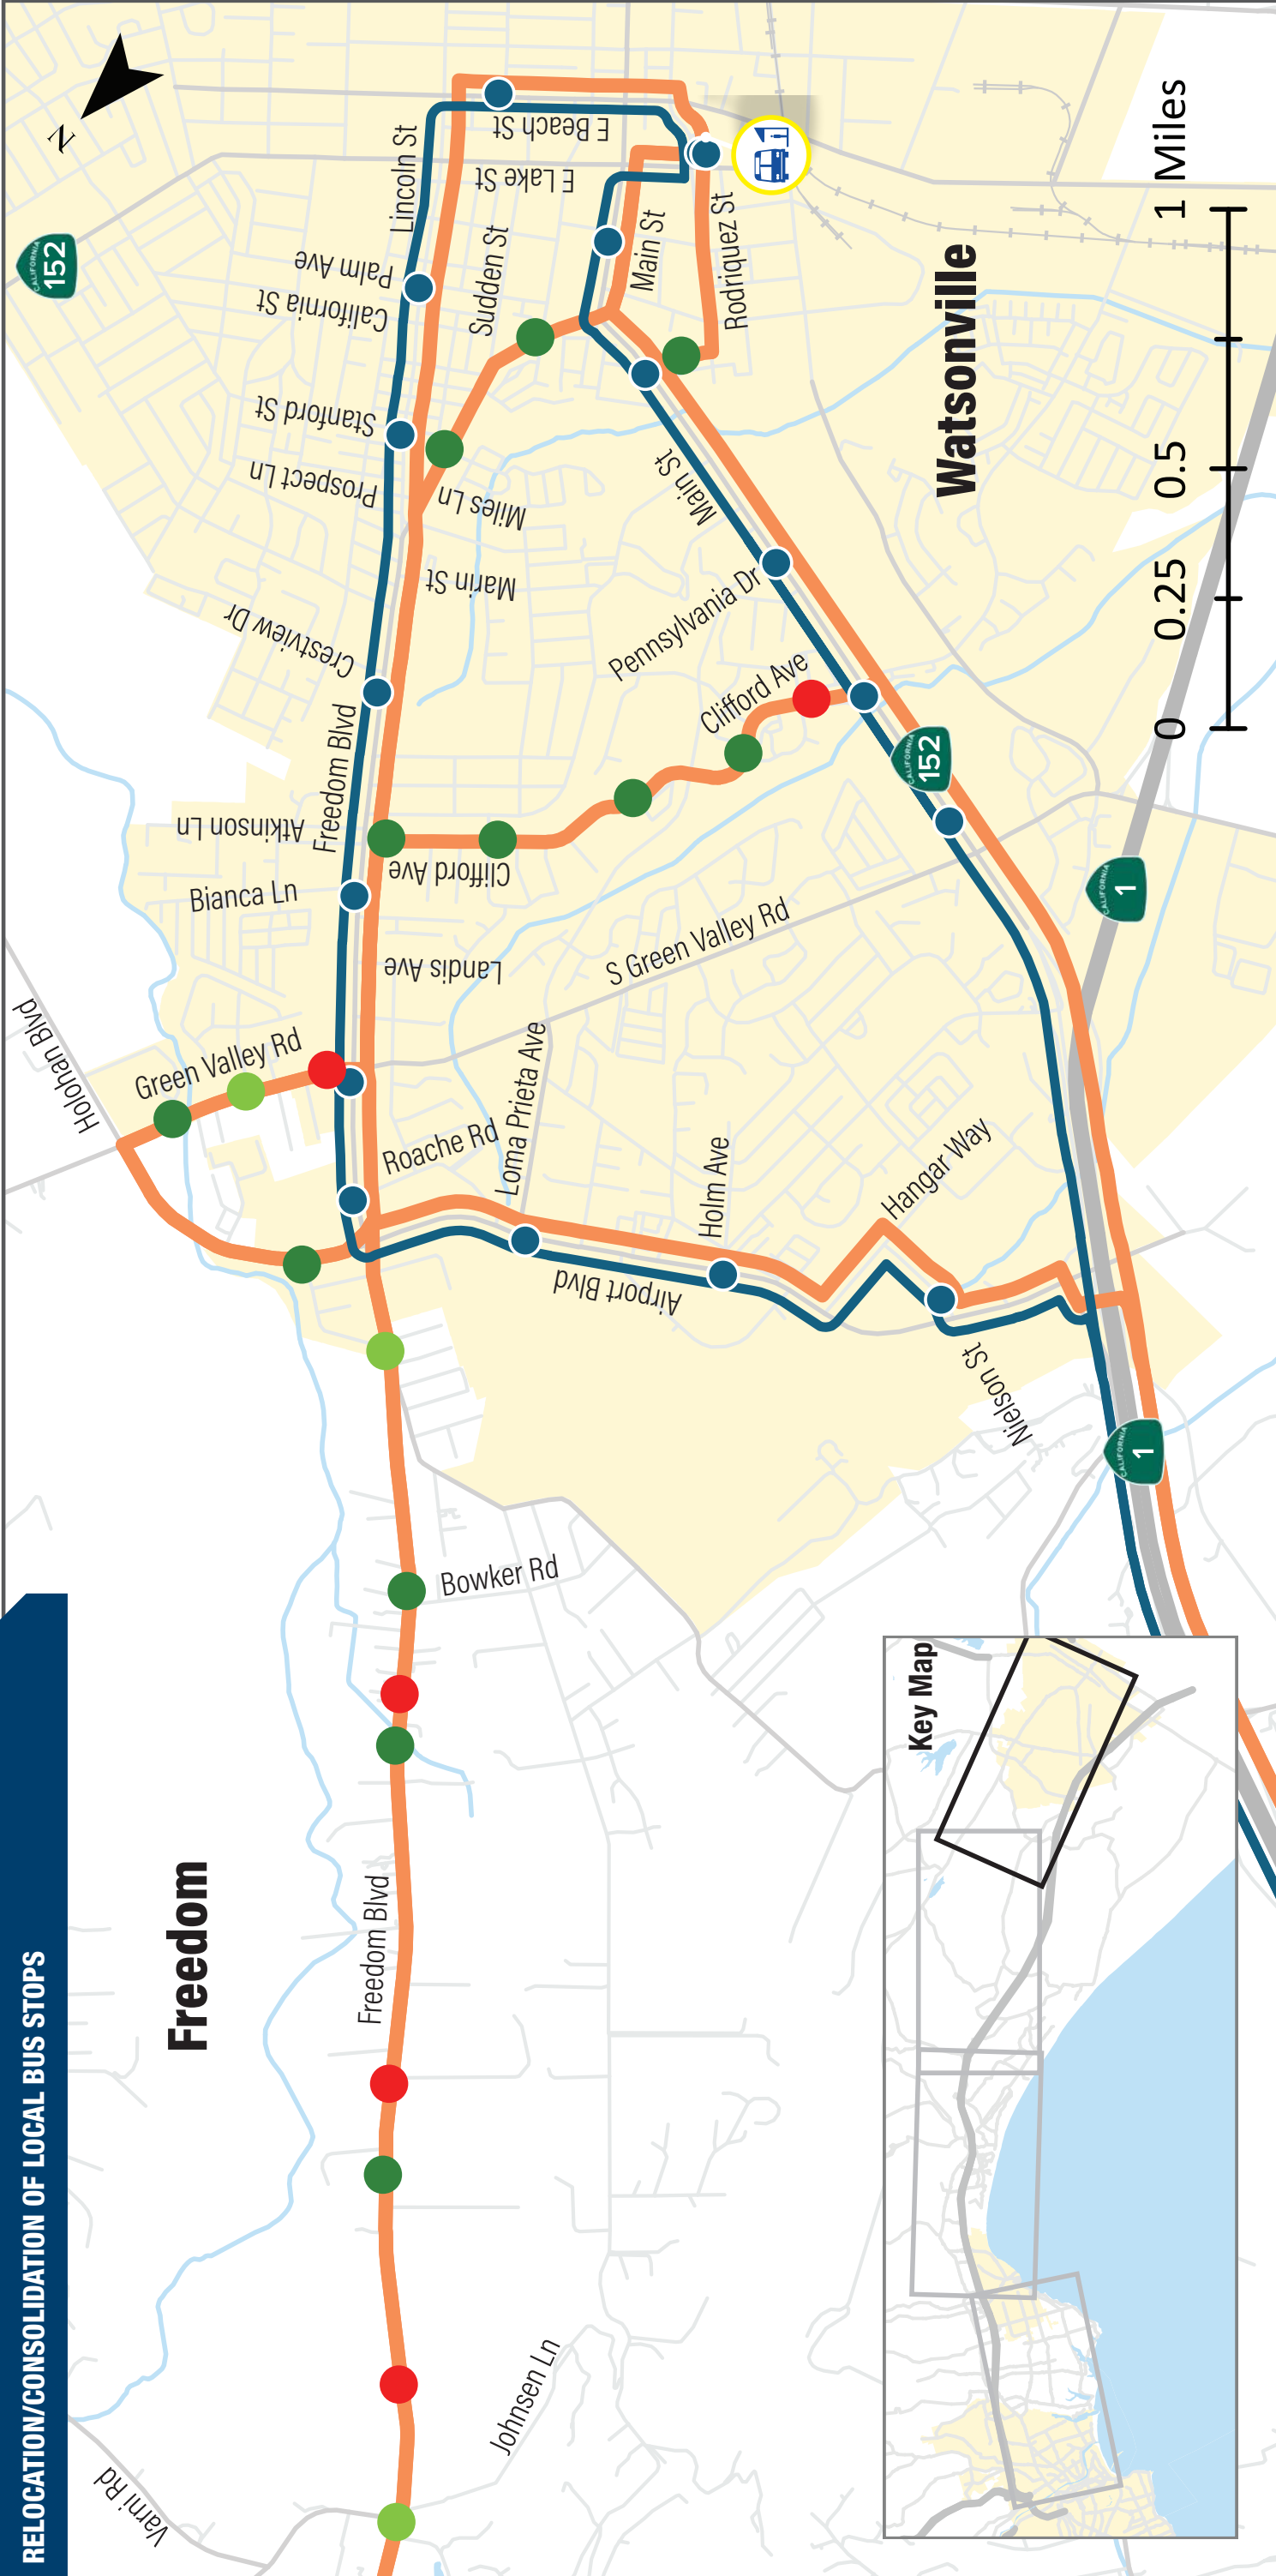 RELOCATION/CONSOLIDATION OF LOCAL BUS STOPS
N
CALIFORNIA
152
Varni Rd
Freedom
Freedom Blvd
Johnsen Ln
Bowker Rd
Holohan Blvd
Green Valley Rd
Bianca Ln
Atkinson Ln
Freedom Blvd
Crestview Dr
Prospect Ln
Stanford St
California St
Palm Ave
Lincoln St
E Beach St
E Lake St
Sudden St
Main St
Rodriquez St
Miles Ln
Marin St
Main St
Pennsylvania Dr
Clifford Ave
Clifford Ave
Landis Ave
S Green Valley Rd
Roache Rd
Loma Prieta Ave
Holm Ave
Airport Blvd
Hangar Way
Nielson St
CALIFORNIA
152
CALIFORNIA
1
CALIFORNIA
1
Watsonville
Key Map
0 0.25 0.5 1 Miles